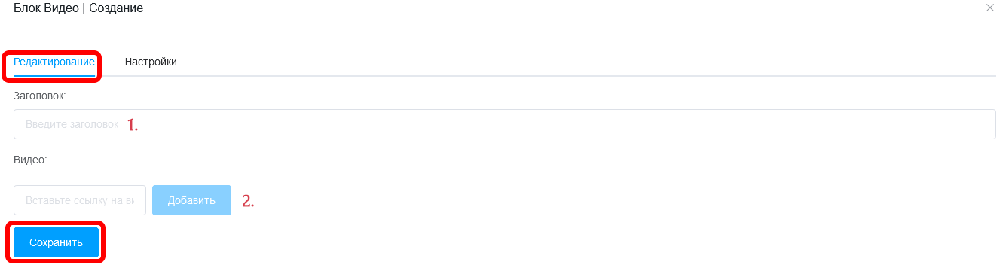 Блок Видео | Создание
Редактирование Настройки
Заголовок:
Введите заголовок 1.
Видео:
Вставьте ссылку на ви Добавить 2.
Сохранить